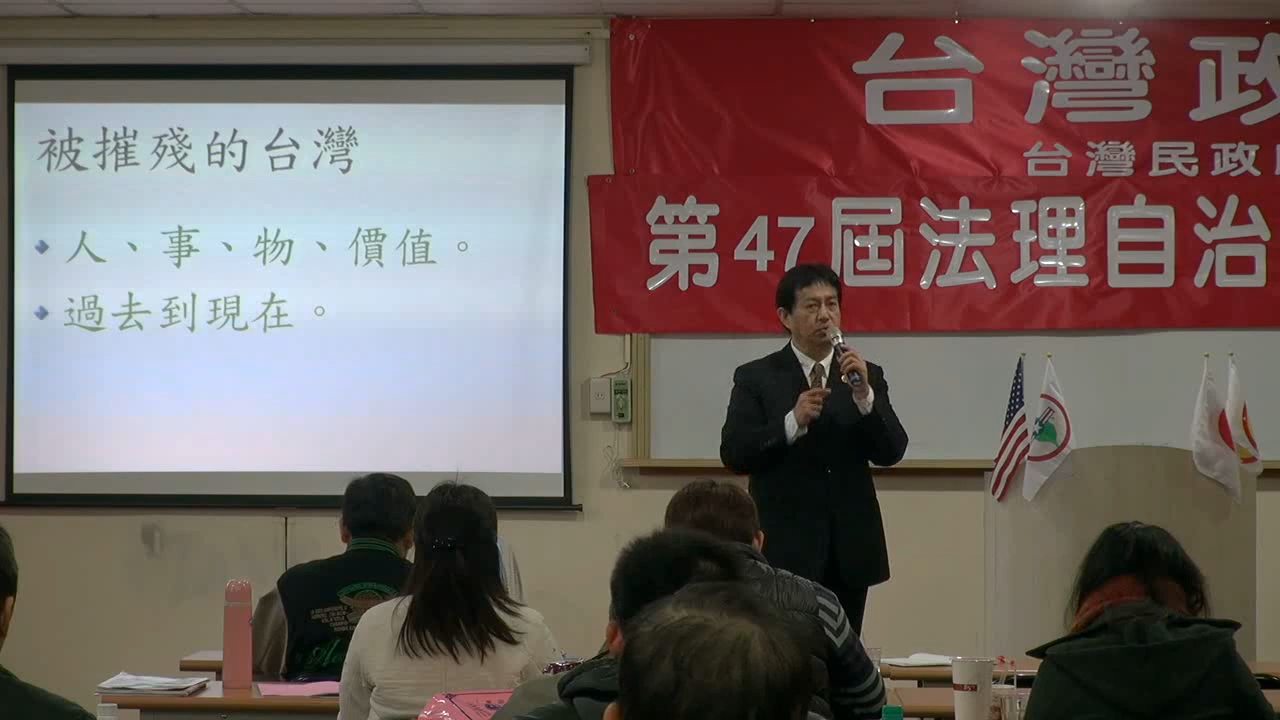 被摧殘的台灣
人、事、物、價值。
過去到現在。
台灣政
台灣民政
第47屆法理自治